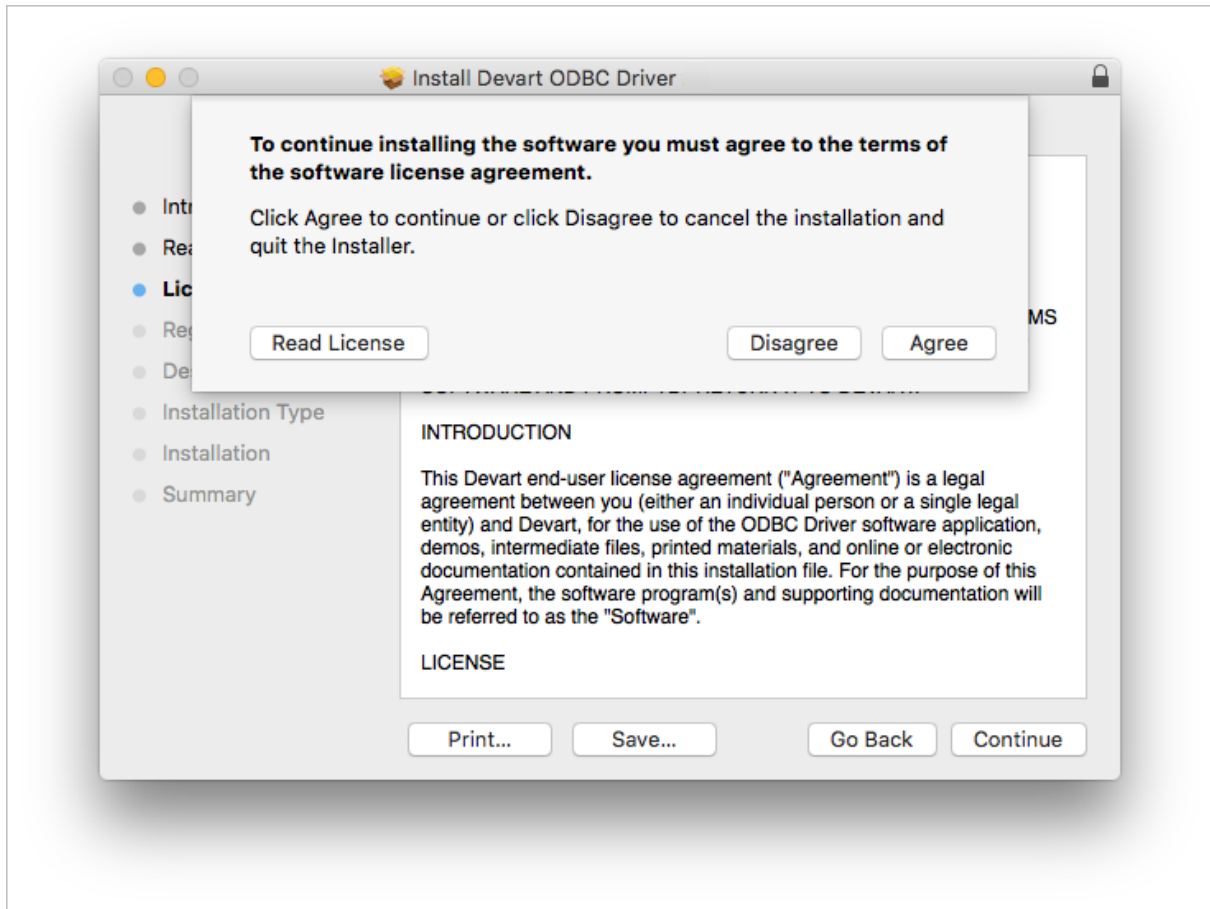 Install Devart ODBC Driver
To continue installing the software you must agree to the terms of
the software license agreement.
Click Agree to continue or click Disagree to cancel the installation and
quit the Installer.
Read License
Disagree
Agree
Intr
Rea
Lic
Reg
Des
Installation Type
Installation
Summary
MS
INTRODUCTION
This Devart end-user license agreement ("Agreement") is a legal
agreement between you (either an individual person or a single legal
entity) and Devart, for the use of the ODBC Driver software application,
demos, intermediate files, printed materials, and online or electronic
documentation contained in this installation file. For the purpose of this
Agreement, the software program(s) and supporting documentation will
be referred to as the "Software".
LICENSE
Print...
Save...
Go Back
Continue